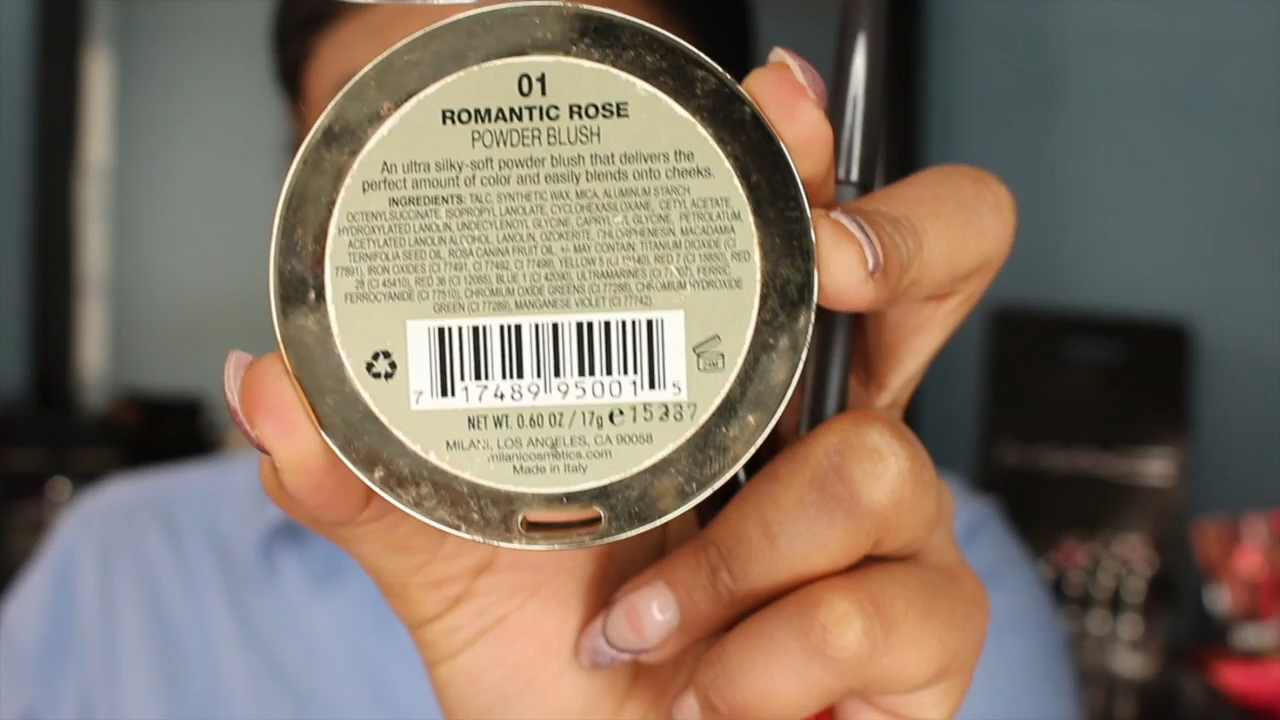 01
ROMANTIC ROSE
POWDER BLUSH
An ultra silky-soft powder blush that delivers the
perfect amount of color and easily blends onto cheeks.
INGREDIENTS: TALC, SYNTHETIC WAX, MICA, ALUMINUM STARCH
OCTENYLSUCCINATE, ISOPROPYL LANOLATE, CYCLOHEXASILOXANE, CETYL ACETATE,
HYDROXYLATED LANOLIN, UNDECYLENOYL GLYCINE, GLYCINE, PETROLATUM,
ACETYLATED LANOLIN ALCOHOL, LANOLIN, OZOKERITE, CHLORPHENESIN, MACADAMIA
TERNIFOLIA SEED OIL, ROSA CANINA FRUIT OIL. +/- MAY CONTAIN: TITANIUM DIOXIDE (CI
77891), IRON OXIDES (CI 77491, CI 77492, CI 77499), YELLOW 5 (CI RED 7 (CI 15850), RED
28 (CI 45410), RED 36 (CI 12085), BLUE 1 (CI 42090), ULTRAMARINES (CI FERRIC
FERROCYANIDE (CI 77510), CHROMIUM OXIDE GREENS (CI 77288), CHROMIUM HYDROXIDE
GREEN (CI 77289), MANGANESE VIOLET (CI 77742).
7 17489 95001 5
NET WT. 0.60 OZ / 17g e
MILANI, LOS ANGELES, CA 90058
milanicosmetics.com
Made in Italy